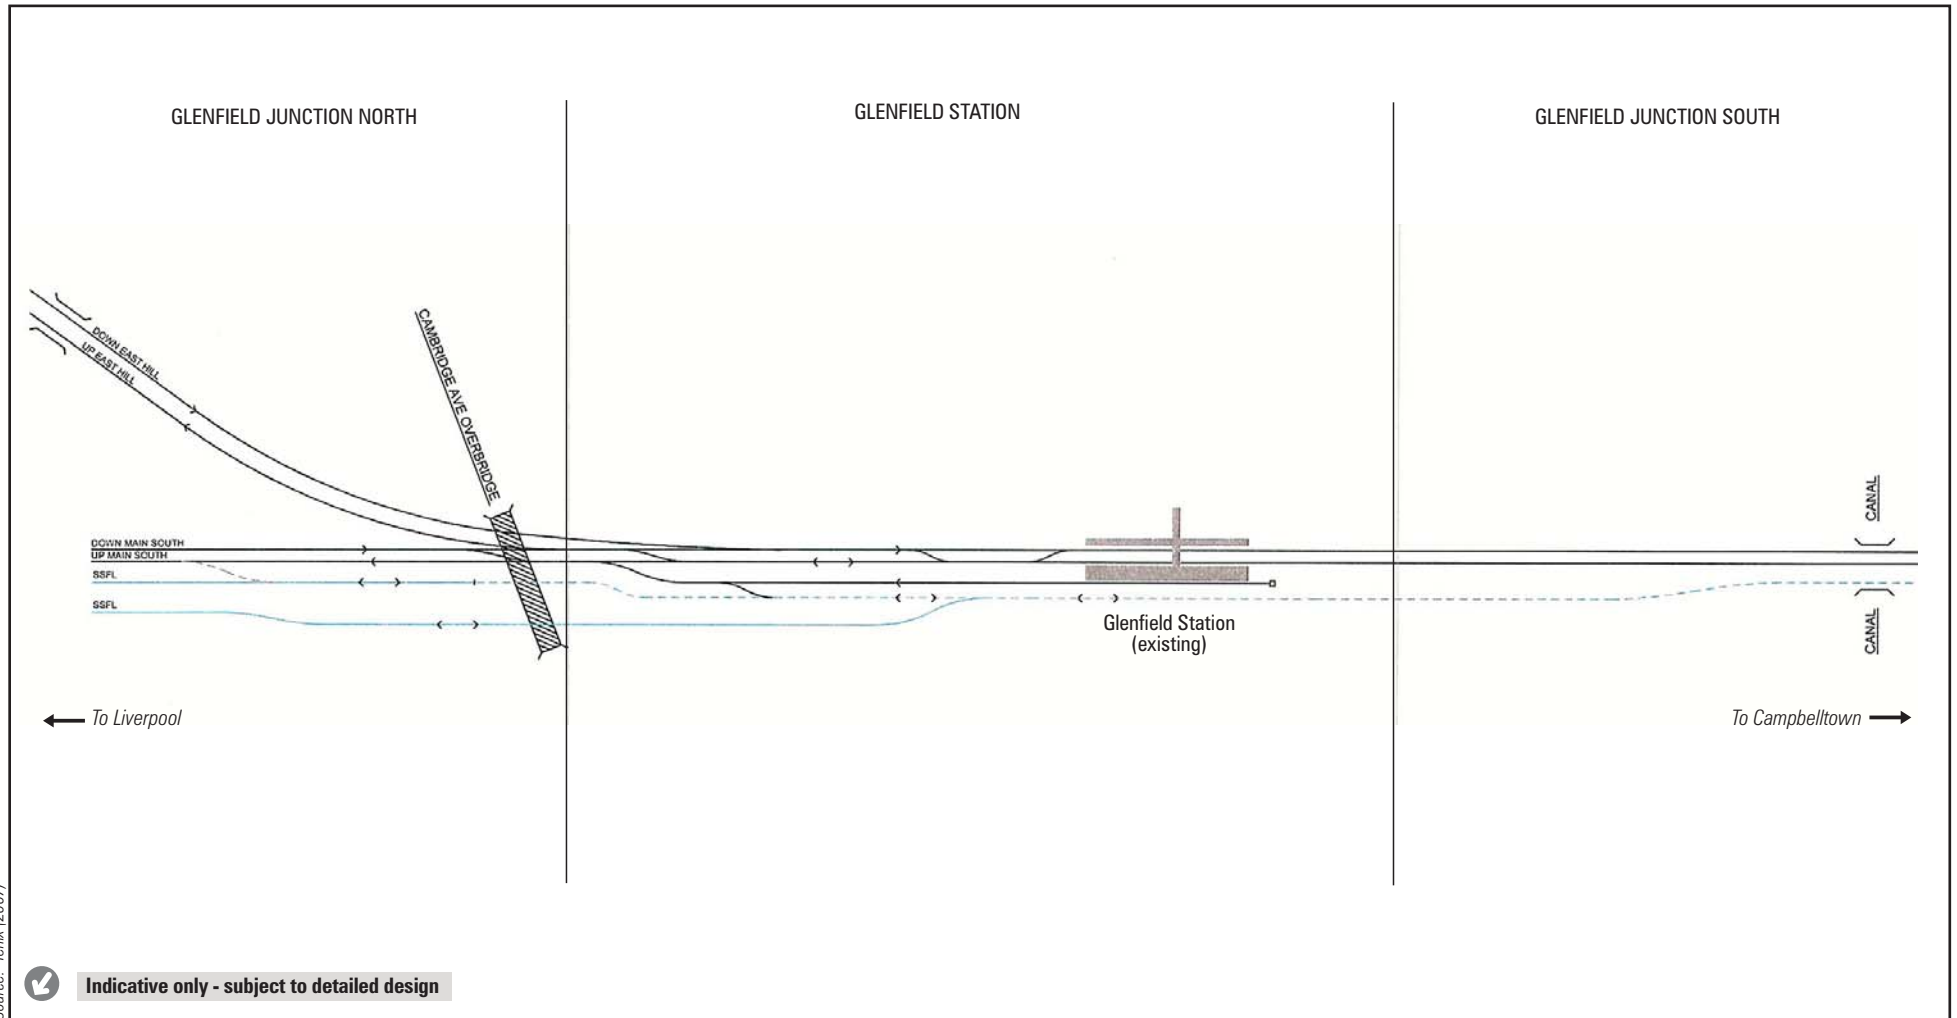 GLENFIELD JUNCTION NORTH
GLENFIELD STATION
GLENFIELD JUNCTION SOUTH
DOWN EAST HILL
UP EAST HILL
CAMBRIDGE AVE OVERBRIDGE
CANAL
DOWN MAIN SOUTH
UP MAIN SOUTH
SSFL
SSFL
Glenfield Station
(existing)
CANAL
To Liverpool
To Campbelltown
Indicative only - subject to detailed design